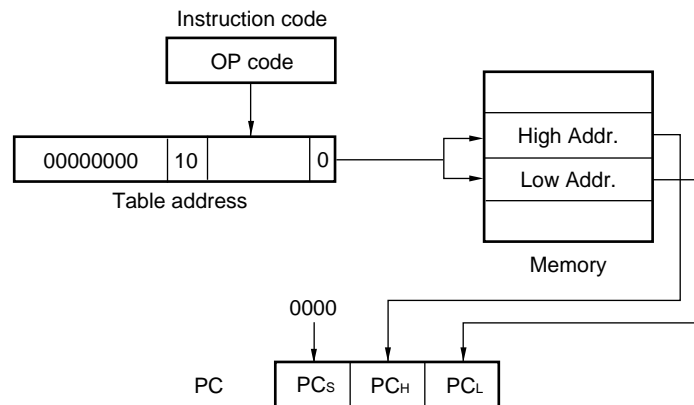 Instruction code
OP code
00000000 10 0
Table address
High Addr.
Low Addr.
Memory
0000
PC PCS PCH PCL